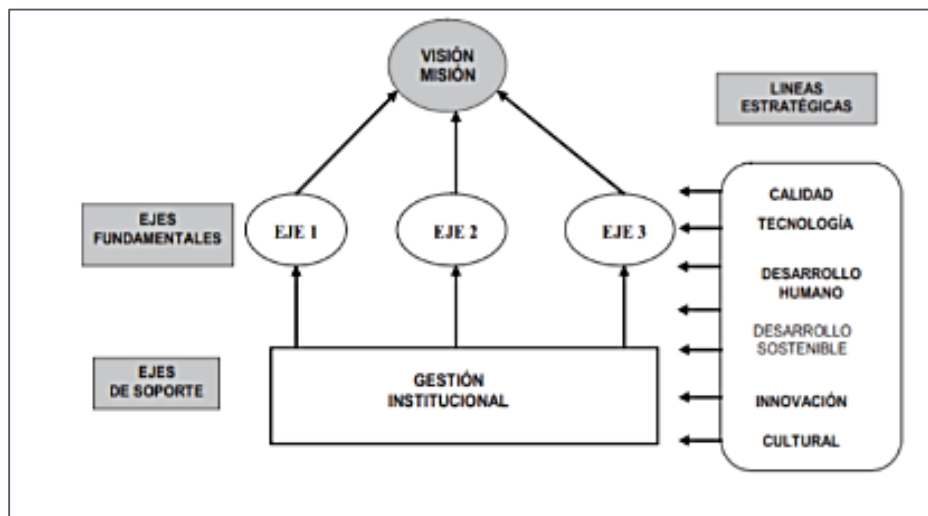 VISIÓN
MISIÓN
LINEAS
ESTRATÉGICAS
EJES
FUNDAMENTALES
EJE 1
EJE 2
EJE 3
CALIDAD
TECNOLOGÍA
DESARROLLO
HUMANO
DESARROLLO
SOSTENIBLE
INNOVACIÓN
CULTURAL
EJES
DE SOPORTE
GESTIÓN
INSTITUCIONAL